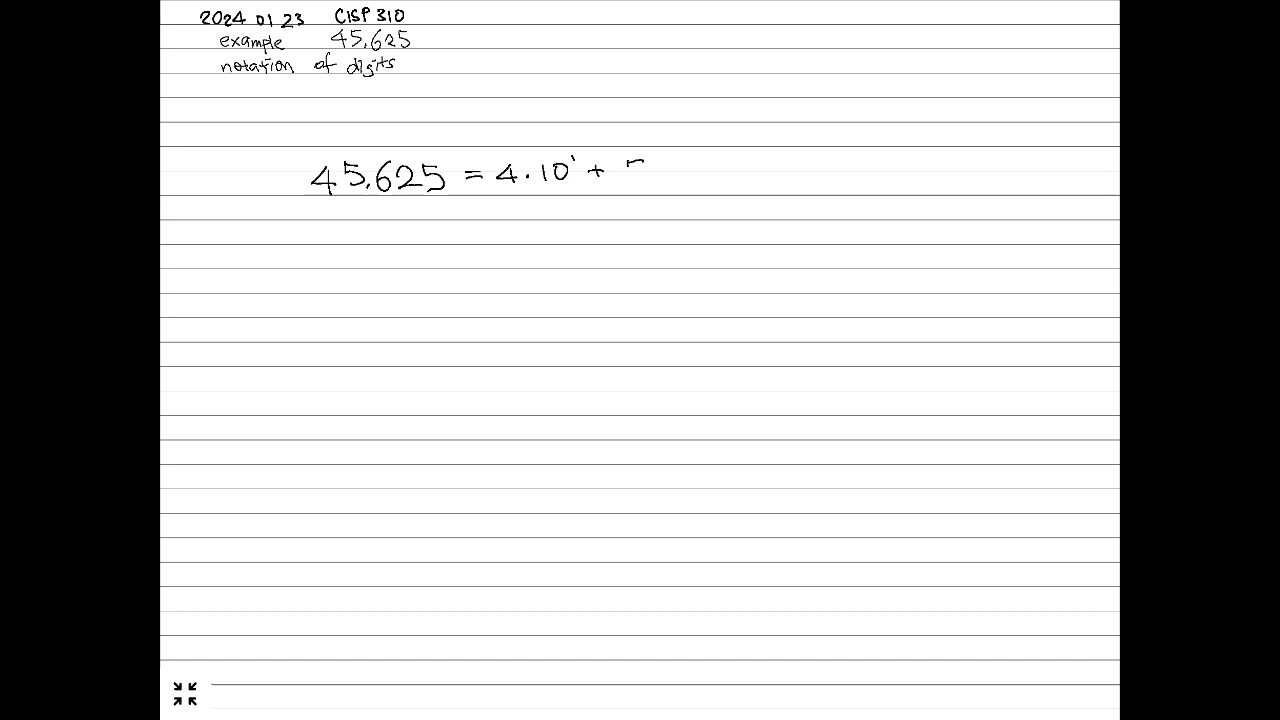 2024 01 23 CISP 310
example 45.625
notation of digits
45.625 = 4 · 10¹ +